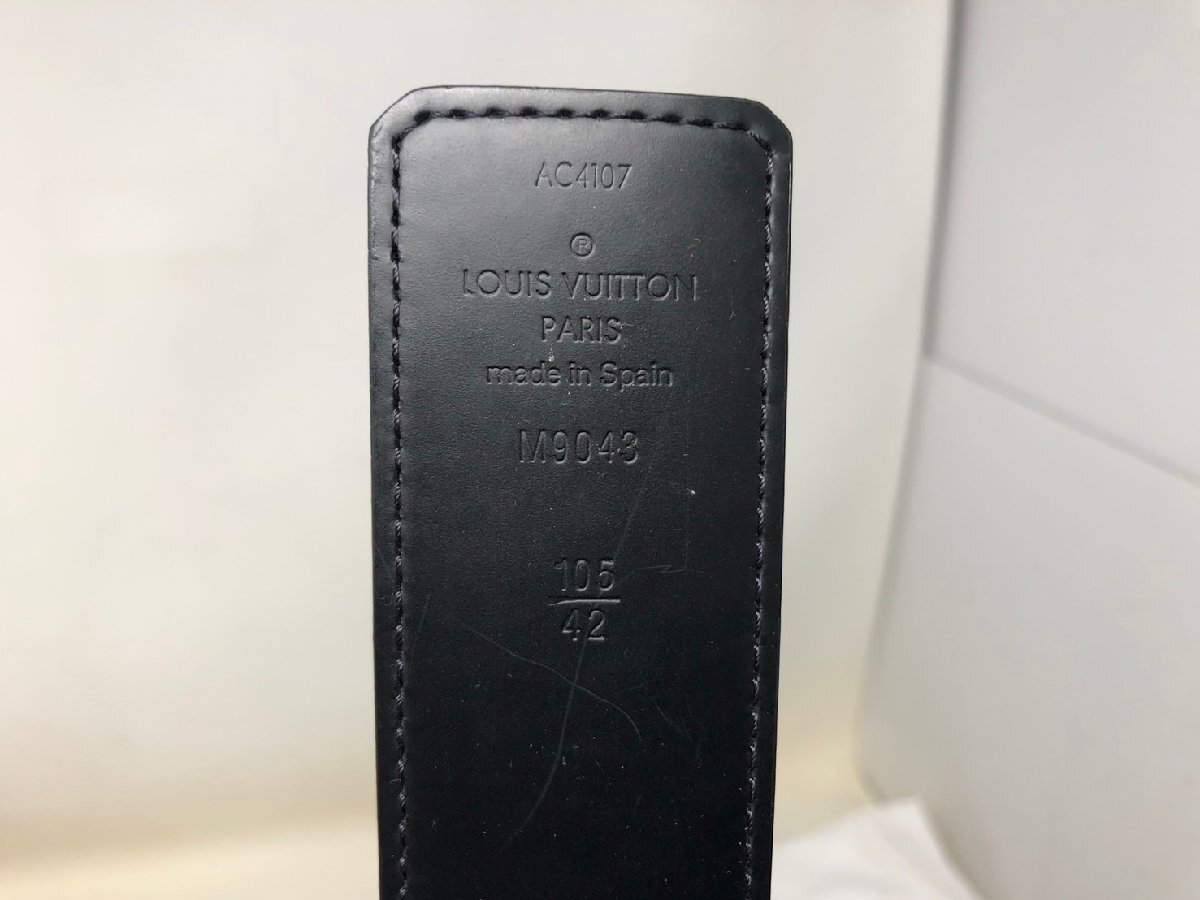 AC4107
®
LOUIS VUITTON
PARIS
made in Spain
M9043
105
42